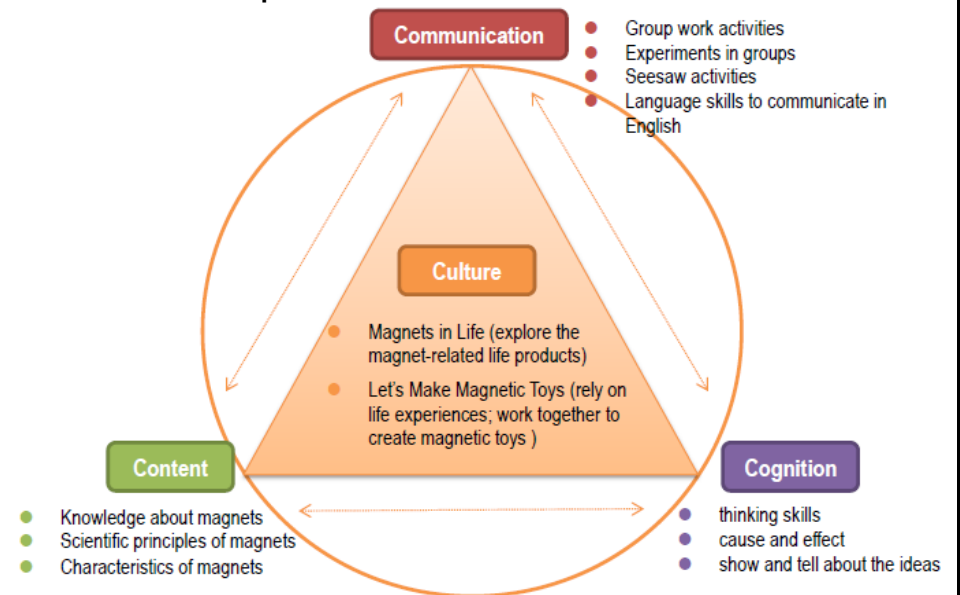 Communication
Group work activities
Experiments in groups
Seesaw activities
Language skills to communicate in
English
Culture
Magnets in Life (explore the
magnet-related life products)
Let's Make Magnetic Toys (rely on
life experiences; work together to
create magnetic toys )
Content
Knowledge about magnets
Scientific principles of magnets
Characteristics of magnets
Cognition
thinking skills
cause and effect
show and tell about the ideas